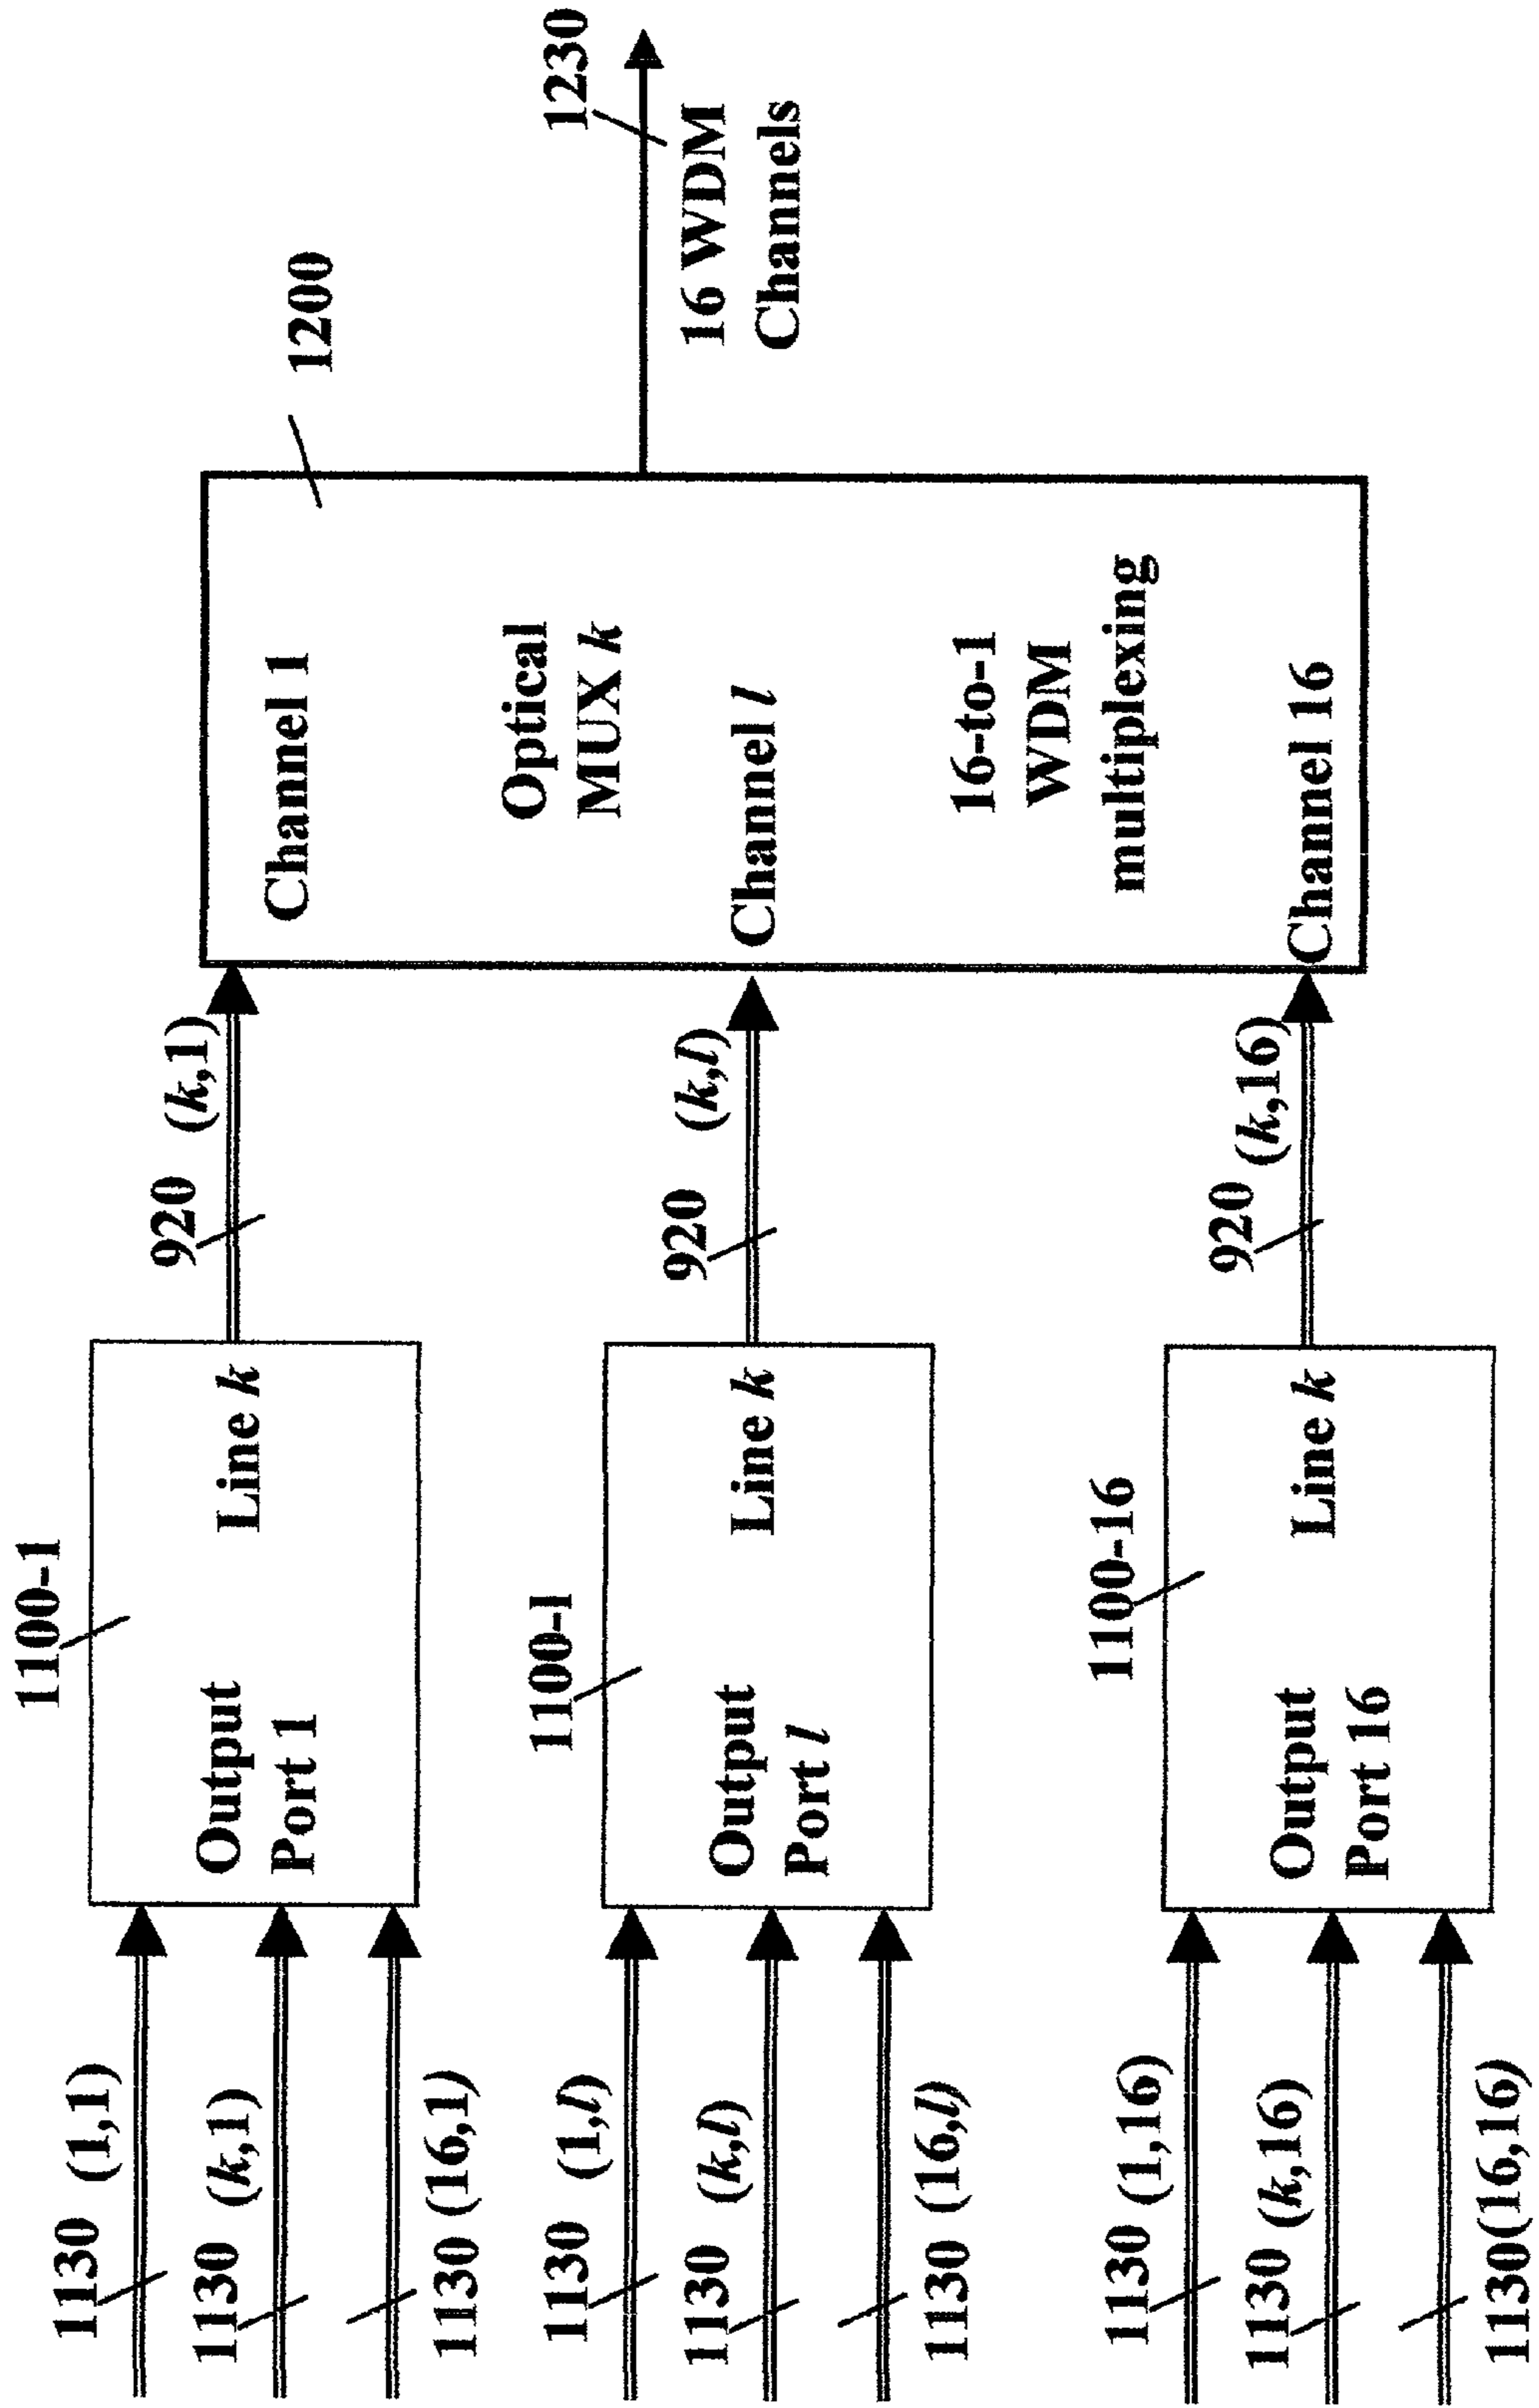 1130 (1,1)
1130 (k,1)
1130 (16,1)
1100-1
Output
Port 1
Line k
920 (k,1)
1130 (1,l)
1130 (k,l)
1130 (16,l)
1100-l
Output
Port l
Line k
920 (k,l)
1130 (1,16)
1130 (k,16)
1130(16,16)
1100-16
Output
Port 16
Line k
920 (k,16)
1200
Channel 1
Optical
MUX k
Channel l
16-to-1
WDM
multiplexing
Channel 16
1230
16 WDM
Channels